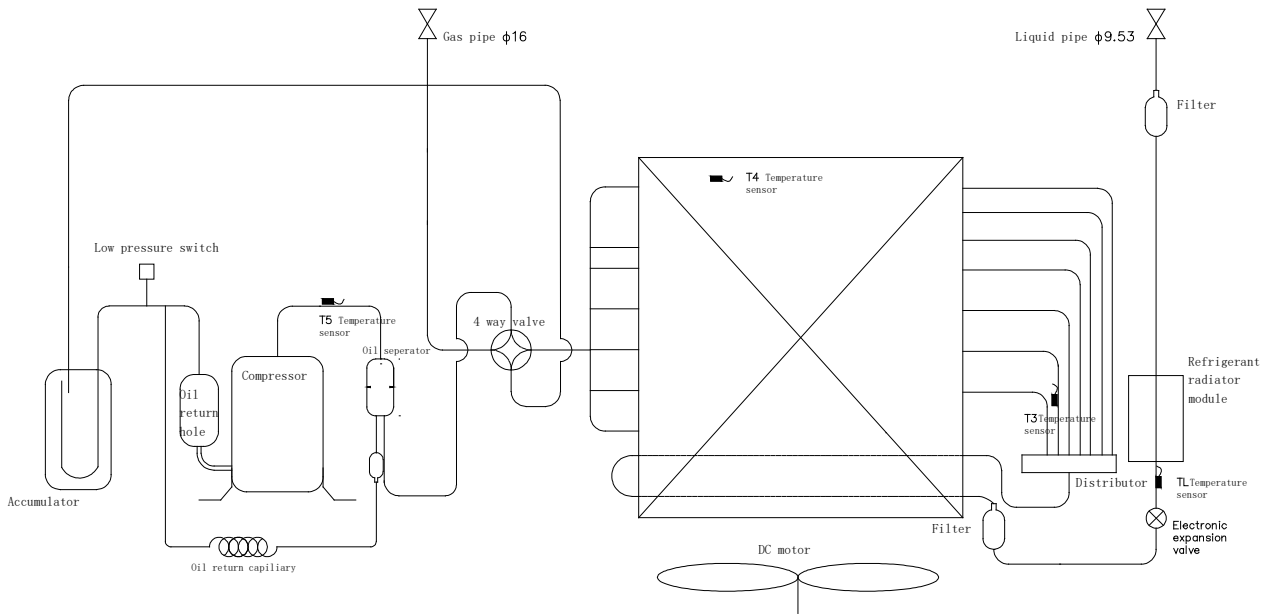 Gas pipe ϕ16
Liquid pipe ϕ9.53
Filter
T4 Temperature
sensor
Low pressure switch
T5 Temperature
sensor
4 way valve
Oil seperator
Compressor
Oil
return
hole
Refrigerant
radiator
module
T3Temperature
sensor
Accumulator
Distributor
TLTemperature
sensor
Filter
Electronic
expansion
valve
DC motor
Oil return capiliary